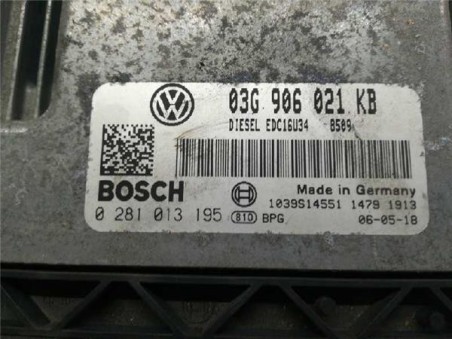 03G 906 021 KB
DIESEL EDC16U34 8509
BOSCH
Made in Germany
0 281 013 195 810 BPG
1039S14551 1479 1913
06-05-18